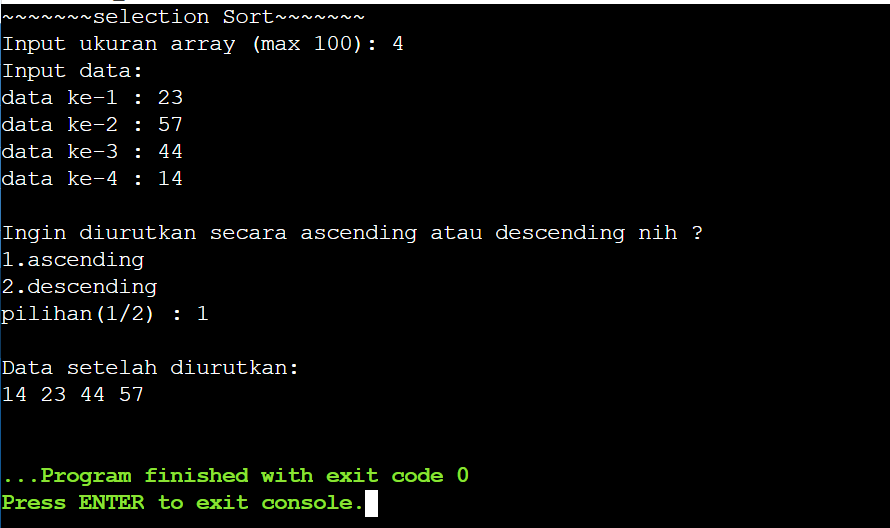 ~~~~~~~selection Sort~~~~~~~
Input ukuran array (max 100): 4
Input data:
data ke-1 : 23
data ke-2 : 57
data ke-3 : 44
data ke-4 : 14
Ingin diurutkan secara ascending atau descending nih ?
1.ascending
2.descending
pilihan(1/2) : 1
Data setelah diurutkan:
14 23 44 57
...Program finished with exit code 0
Press ENTER to exit console.